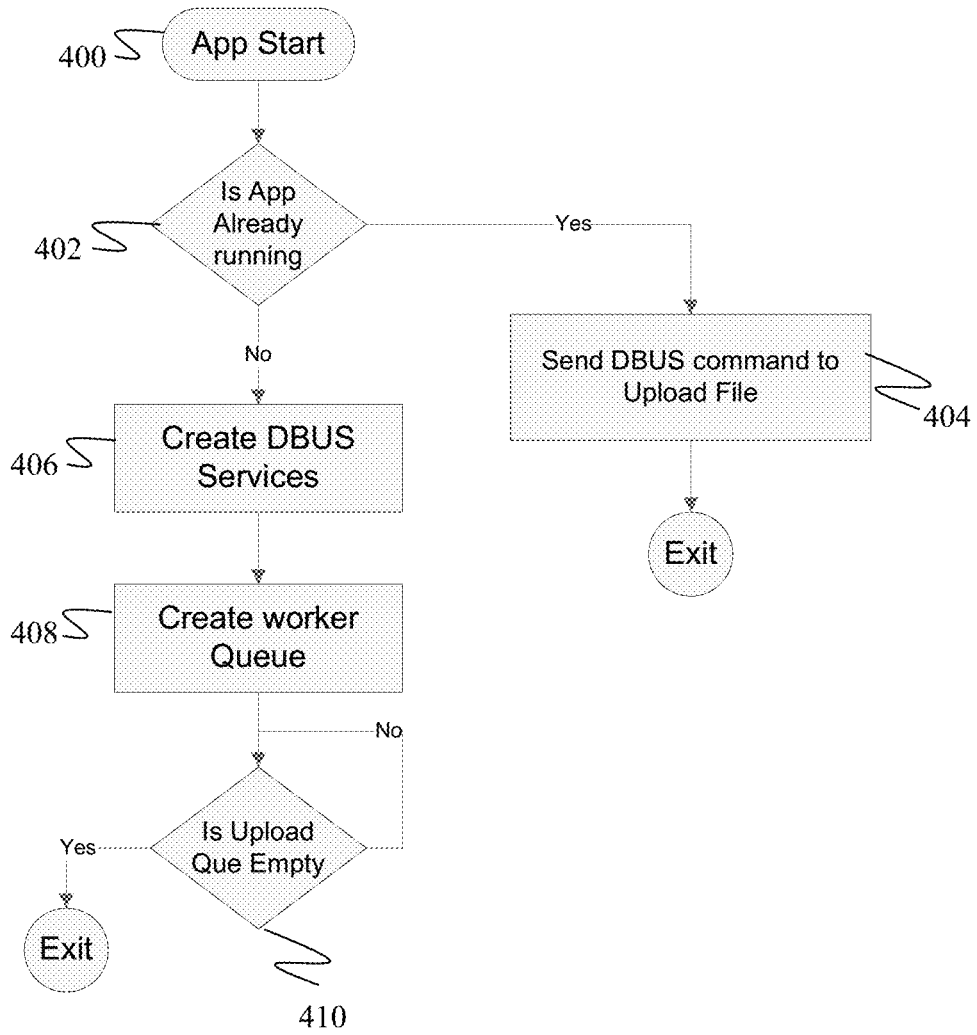 App Start
400
Is App
Already
running
402
Yes
No
Send DBUS command to
Upload File
404
Create DBUS
Services
406
Exit
Create worker
Queue
408
No
Is Upload
Que Empty
Yes
Exit
410